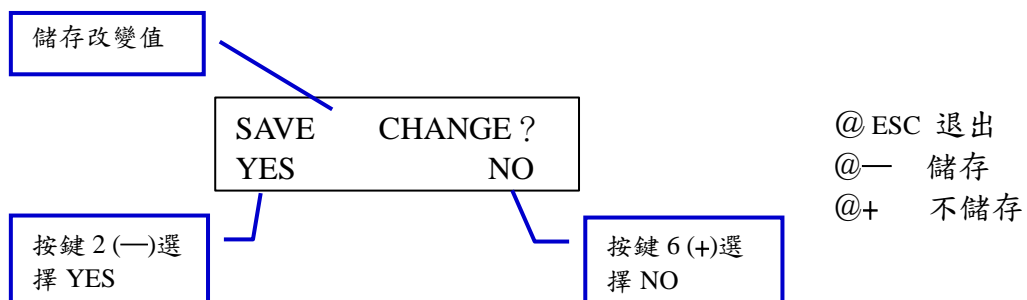 儲存改變值
SAVE CHANGE？
YES NO
@ ESC 退出
@— 儲存
@+ 不儲存
按鍵 2 (—)選
擇 YES
按鍵 6 (+)選
擇 NO